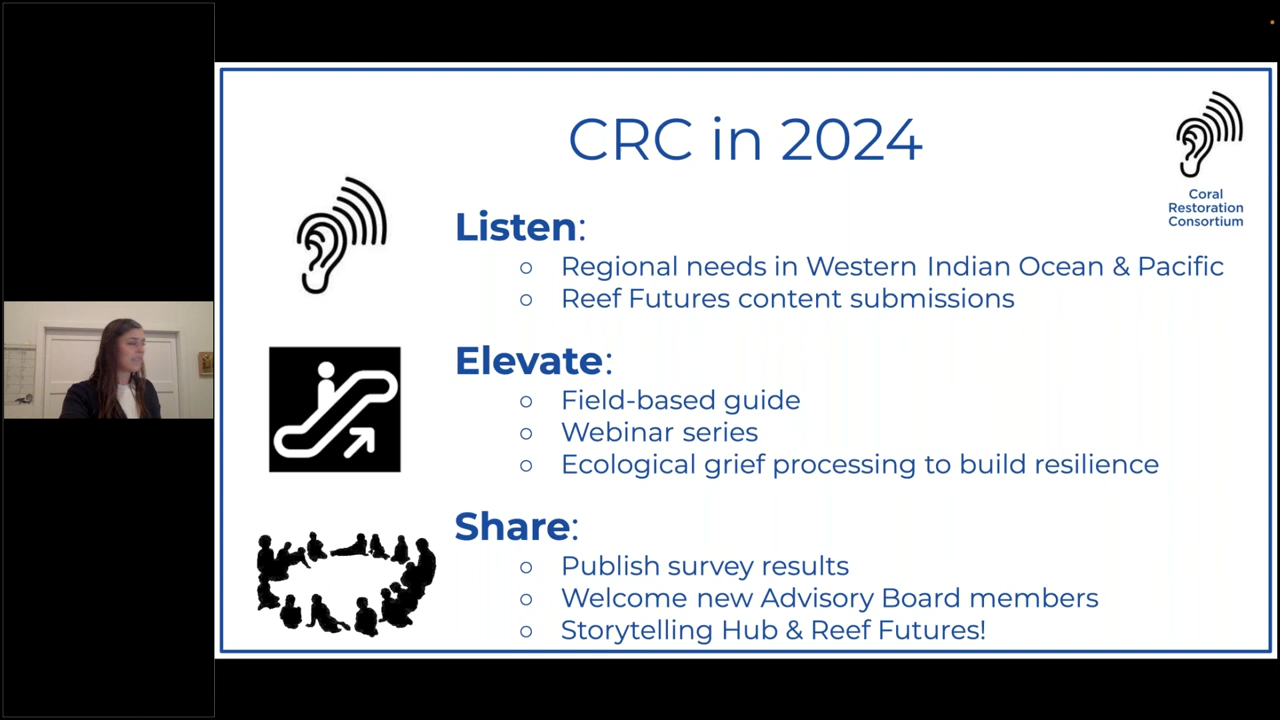 CRC in 2024
Coral
Restoration
Consortium
Listen:
○ Regional needs in Western Indian Ocean & Pacific
○ Reef Futures content submissions
Elevate:
○ Field-based guide
○ Webinar series
○ Ecological grief processing to build resilience
Share:
○ Publish survey results
○ Welcome new Advisory Board members
○ Storytelling Hub & Reef Futures!